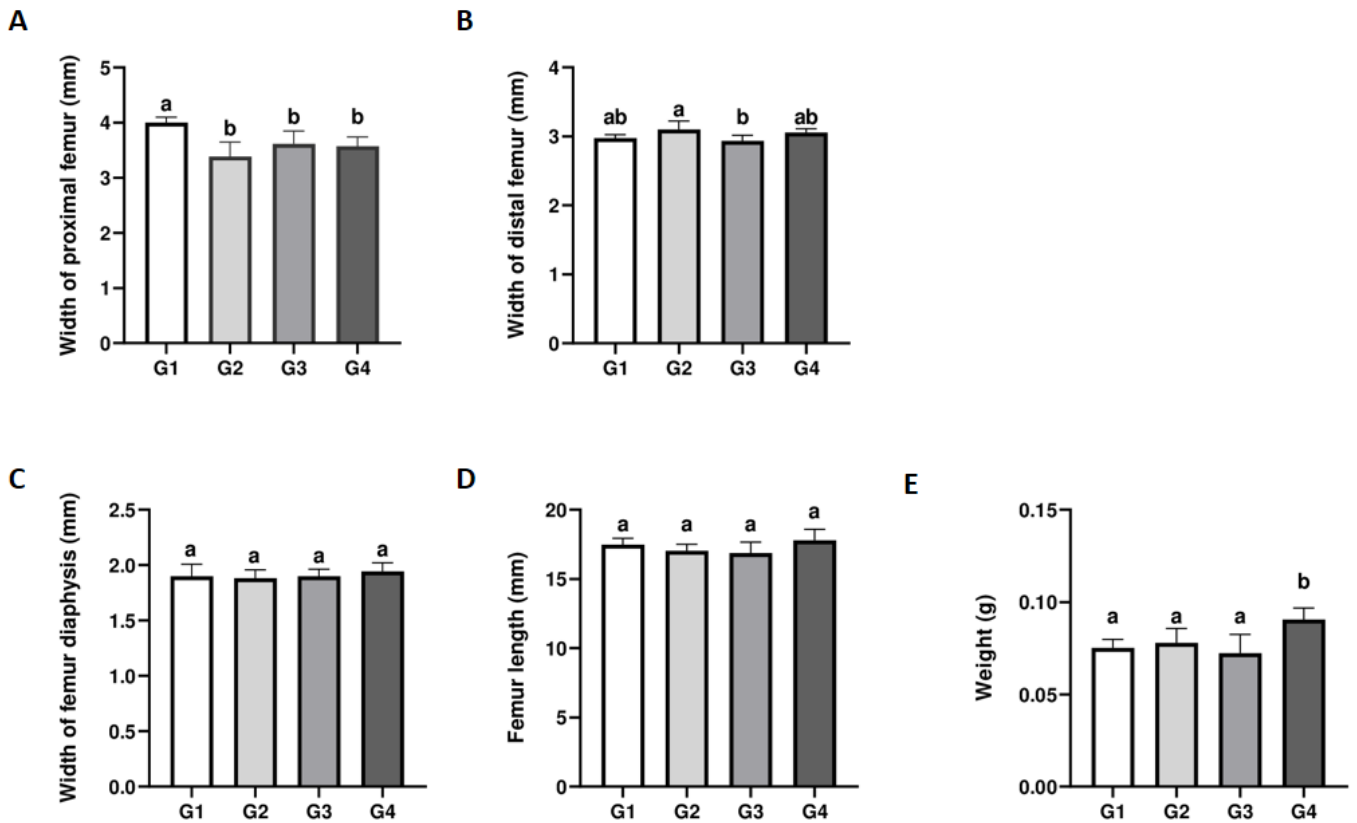 A
Width of proximal femur (mm)
5
4
3
2
1
0
a
b
b
b
G1 G2 G3 G4
B
Width of distal femur (mm)
4
3
2
1
0
ab
a
b
ab
G1 G2 G3 G4
C
Width of femur diaphysis (mm)
2.5
2.0
1.5
1.0
0.5
0.0
a
a
a
a
G1 G2 G3 G4
D
Femur length (mm)
20
15
10
5
0
a
a
a
a
G1 G2 G3 G4
E
Weight (g)
0.15
0.10
0.05
0.00
a
a
a
b
G1 G2 G3 G4